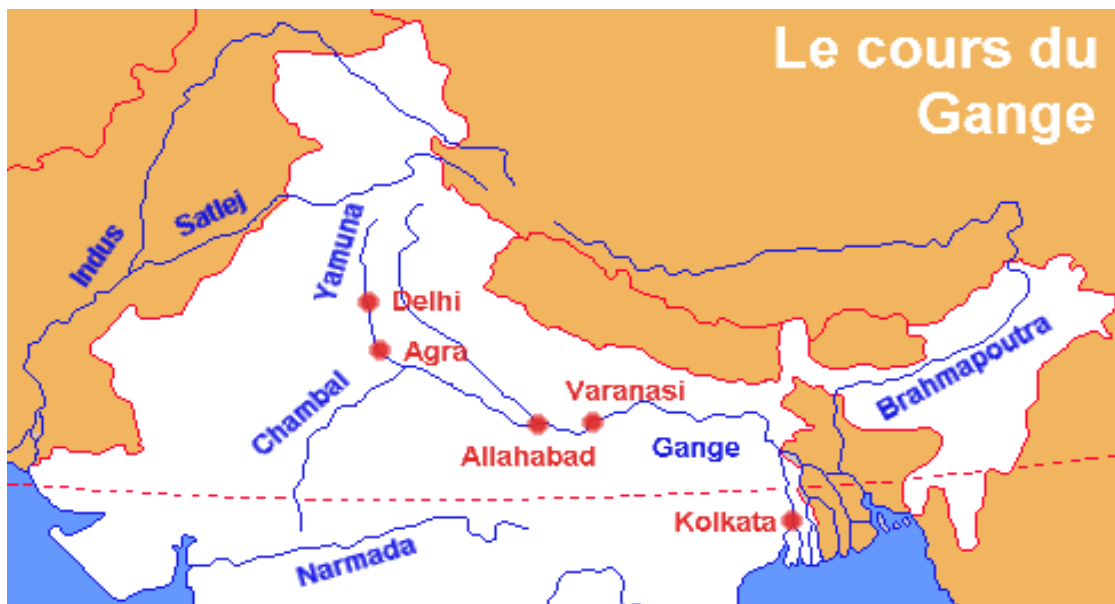 Le cours du
Gange
Indus
Satlej
Yamuna
Delhi
Agra
Chambal
Varanasi
Allahabad
Gange
Brahmapoutra
Kolkata
Narmada